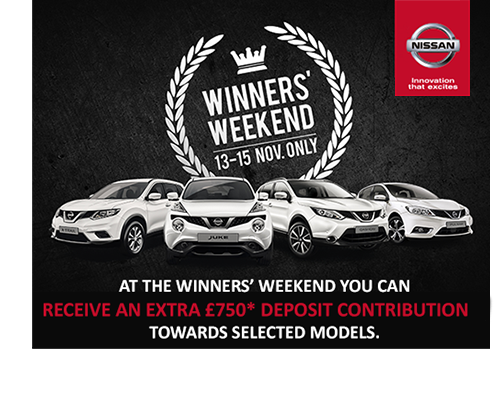 NISSAN
Innovation
that excites
WINNERS'
WEEKEND
13-15 NOV. ONLY
JUKE
AT THE WINNERS' WEEKEND YOU CAN
RECEIVE AN EXTRA £750* DEPOSIT CONTRIBUTION
TOWARDS SELECTED MODELS.